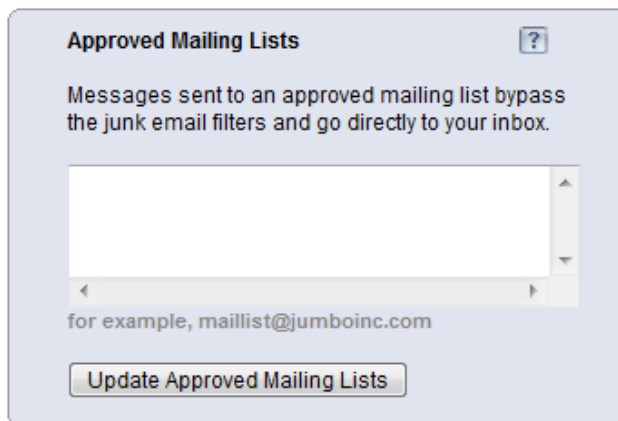 Approved Mailing Lists ?
Messages sent to an approved mailing list bypass
the junk email filters and go directly to your inbox.
for example, maillist@jumboinc.com
Update Approved Mailing Lists